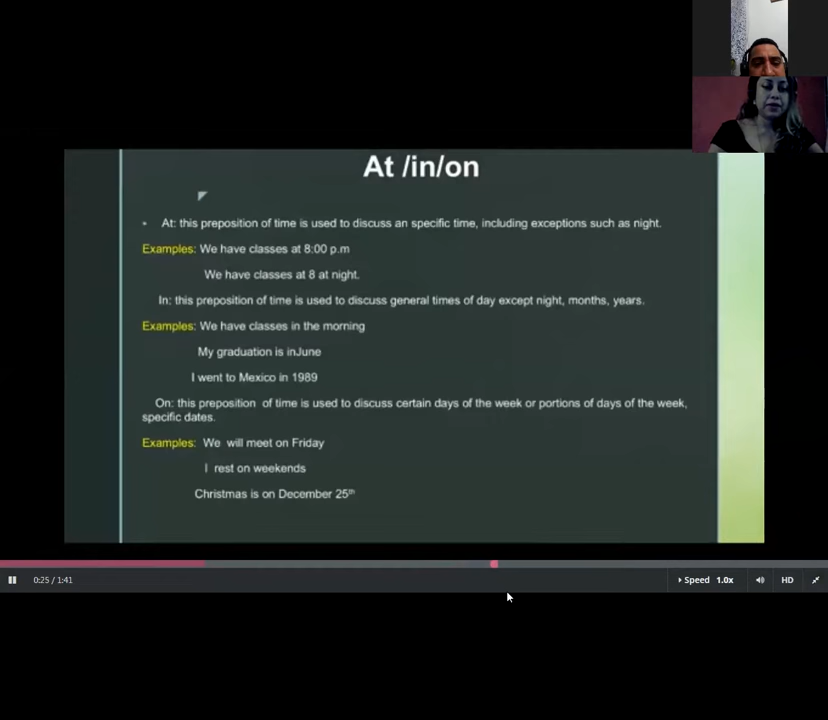 At /in/on
At: this preposition of time is used to discuss an specific time, including exceptions such as night.
Examples: We have classes at 8:00 p.m
We have classes at 8 at night.
In: this preposition of time is used to discuss general times of day except night, months, years.
Examples: We have classes in the morning
My graduation is inJune
I went to Mexico in 1989
On: this preposition of time is used to discuss certain days of the week or portions of days of the week,
specific dates.
Examples: We will meet on Friday
I rest on weekends
Christmas is on December 25th
0:25 / 1:41
Speed 1.0x
HD